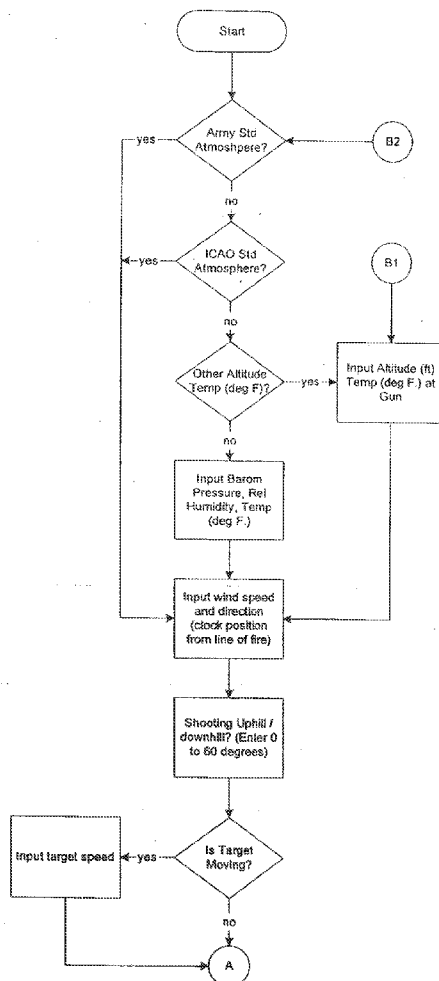 Start
Army Std
Atmoshpere?
yes
B2
no
ICAO Std
Atmosphere?
yes
B1
no
Other Altitude
Temp (deg F)?
yes
Input Altitude (ft)
Temp (deg F.) at
Gun
no
Input Barom
Pressure, Rel
Humidity, Temp
(deg F.)
Input wind speed
and direction
(clock position
from line of fire)
Shooting Uphill /
downhill? (Enter 0
to 60 degrees)
Is Target
Moving?
yes
Input target speed
no
A